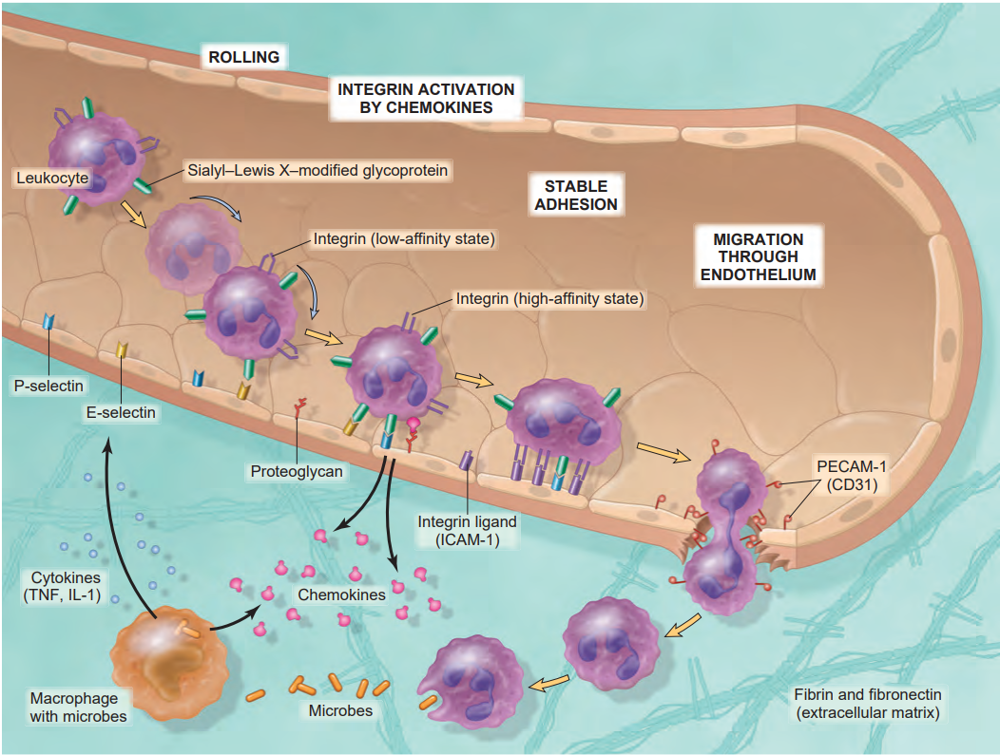 ROLLING
INTEGRIN ACTIVATION
BY CHEMOKINES
Leukocyte
Sialyl–Lewis X–modified glycoprotein
STABLE
ADHESION
Integrin (low-affinity state)
MIGRATION
THROUGH
ENDOTHELIUM
Integrin (high-affinity state)
P-selectin
E-selectin
Proteoglycan
PECAM-1
(CD31)
Integrin ligand
(ICAM-1)
Cytokines
(TNF, IL-1)
Chemokines
Macrophage
with microbes
Microbes
Fibrin and fibronectin
(extracellular matrix)